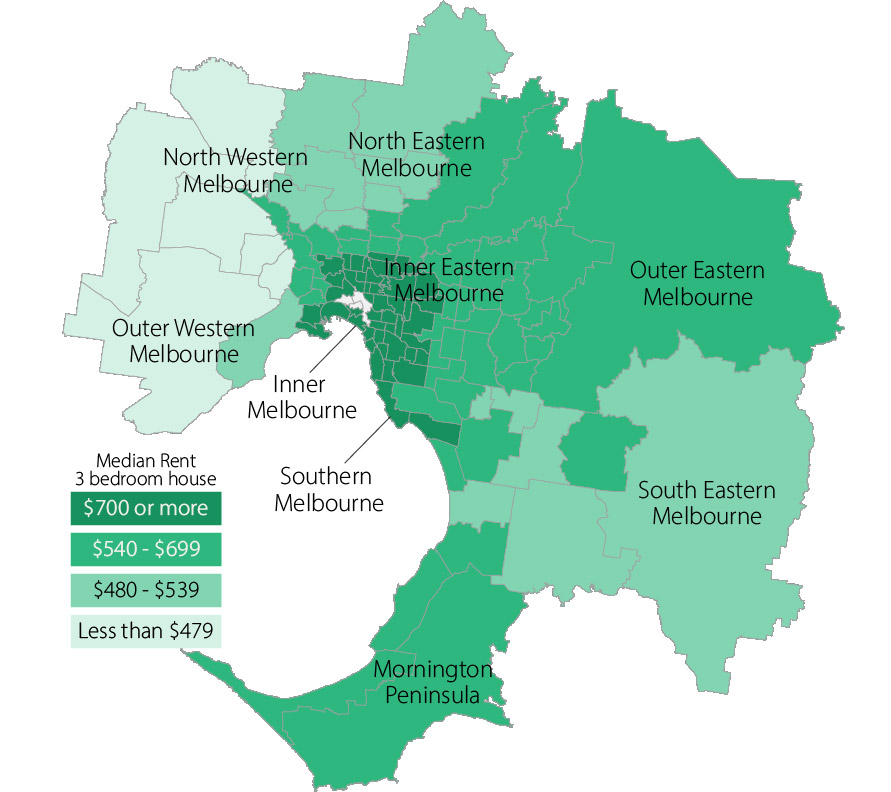 North Western
Melbourne
North Eastern
Melbourne
Inner Eastern
Melbourne
Outer Eastern
Melbourne
Outer Western
Melbourne
Inner
Melbourne
Southern
Melbourne
South Eastern
Melbourne
Mornington
Peninsula
Median Rent
3 bedroom house
$700 or more
$540 - $699
$480 - $539
Less than $479